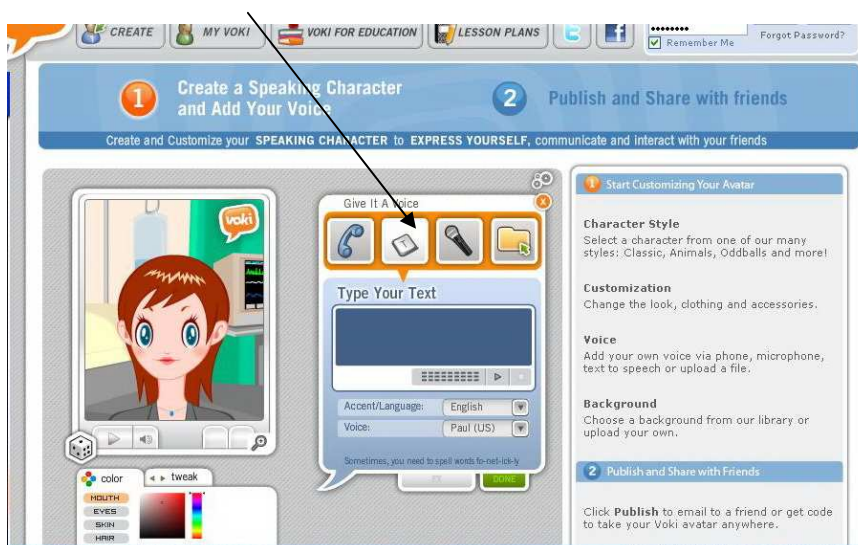 CREATE
MY VOKI
VOKI FOR EDUCATION
LESSON PLANS
Remember Me
Forgot Password?
1 Create a Speaking Character
and Add Your Voice
2 Publish and Share with friends
Create and Customize your SPEAKING CHARACTER to EXPRESS YOURSELF, communicate and interact with your friends
voki
Give It A Voice
x
T
Type Your Text
Accent/Language: English
Voice: Paul (US)
Sometimes, you need to spell words fo-net-ick-ly
DONE
color
tweak
MOUTH
EYES
SKIN
HAIR
1 Start Customizing Your Avatar
Character Style
Select a character from one of our many
styles: Classic, Animals, Oddballs and more!
Customization
Change the look, clothing and accessories.
Voice
Add your own voice via phone, microphone,
text to speech or upload a file.
Background
Choose a background from our library or
upload your own.
2 Publish and Share with Friends
Click Publish to email to a friend or get code
to take your Voki avatar anywhere.